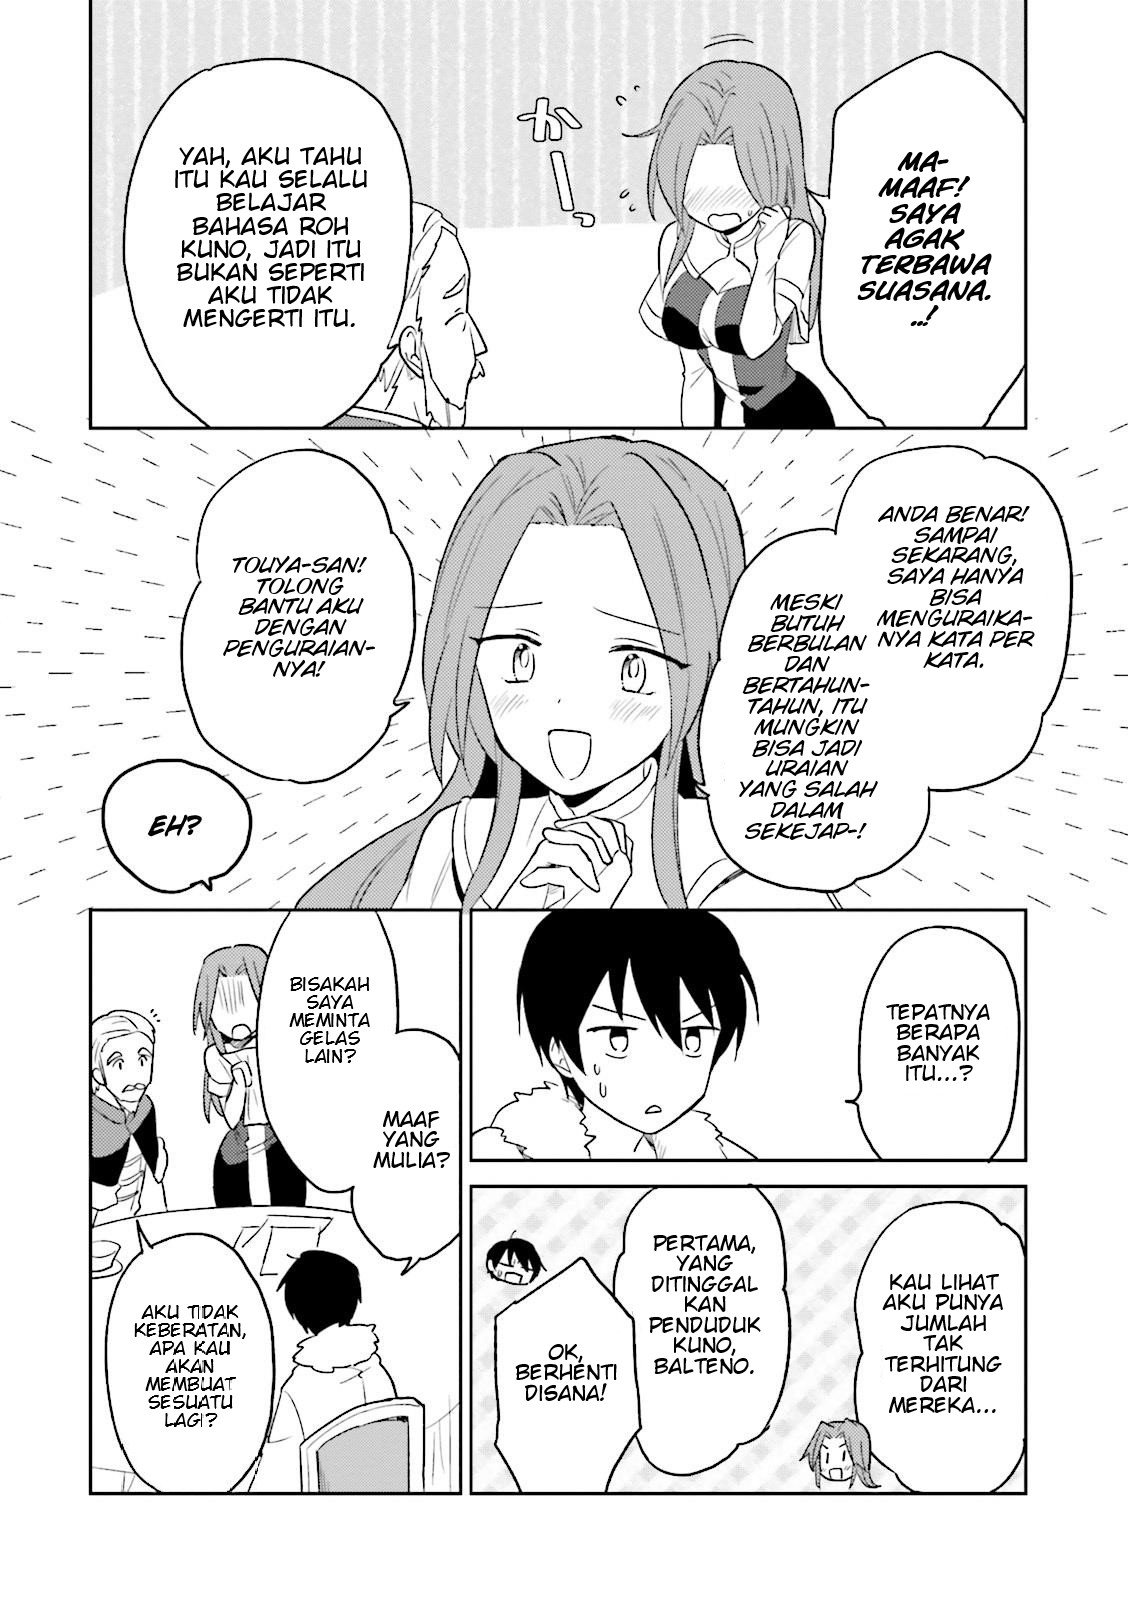 MA-
MAAF!
SAYA
AGAK
TERBAWA
SUASANA.
..!
かーっ
YAH, AKU TAHU
ITU KAU SELALU
BELAJAR
BAHASA ROH
KUNO, JADI ITU
BUKAN SEPERTI
AKU TIDAK
MENGERTI ITU.
ANDA BENAR!
SAMPAI
SEKARANG,
SAYA HANYA
BISA
MENGURAIKA-
NYA KATA PER
KATA.
MESKI
BUTUH
BERBULAN
DAN
BERTAHUN-
TAHUN, ITU
MUNGKIN
BISA JADI
URAIAN
YANG SALAH
DALAM
SEKEJAP-!
TOUYA-SAN!
TOLONG
BANTU AKU
DENGAN
PENGURAIAN-
NYA!
EH?
TEPATNYA
BERAPA
BANYAK
ITU...?
KAU LIHAT
AKU PUNYA
JUMLAH
TAK
TERHITUNG
DARI
MEREKA...
PERTAMA,
YANG
DITINGGAL
KAN
PENDUDUK
KUNO,
BALTENO.
OK,
BERHENTI
DISANA!
BISAKAH
SAYA
MEMINTA
GELAS
LAIN?
MAAF
YANG
MULIA?
AKU TIDAK
KEBERATAN,
APA KAU
AKAN
MEMBUAT
SESUATU
LAGI?